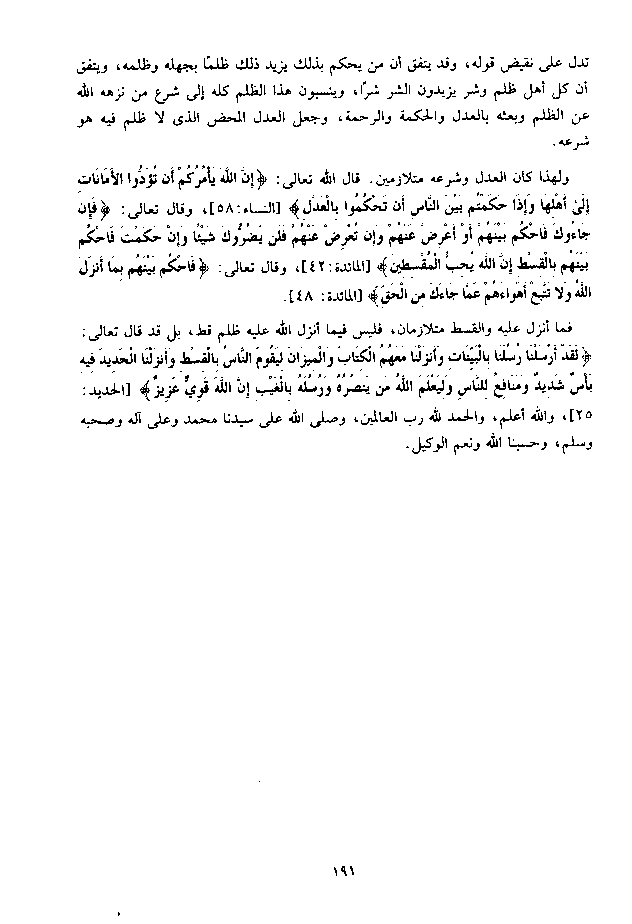 تدل على نقيض قوله، وقد يتفق أن من يحكم بذلك يزيد ذلك ظلمًا بجهله وظلمه، ويتفق
أن كل أهل ظلم وشر يزيدون الشر شرًا، وينسبون هذا الظلم كله إلى شرع من نزهه الله
عن الظلم وبعثه بالعدل والحكمة والرحمة، وجعل العدل المحض الذى لا ظلم فيه هو
شرعه.
ولهذا كان العدل وشرعه متلازمين. قال الله تعالى: ﴿إِنَّ اللَّهَ يَأْمُرُكُمْ أَن تُؤَدُّوا الأَمَانَاتِ
إِلَىٰ أَهْلِهَا وَإِذَا حَكَمْتُم بَيْنَ النَّاسِ أَن تَحْكُمُوا بِالْعَدْلِ﴾ [النساء:٥٨]، وقال تعالى: ﴿فَإِن
جَاءُوكَ فَاحْكُم بَيْنَهُمْ أَوْ أَعْرِضْ عَنْهُمْ وَإِن تُعْرِضْ عَنْهُمْ فَلَن يَضُرُّوكَ شَيْئًا وَإِنْ حَكَمْتَ فَاحْكُم
بَيْنَهُم بِالْقِسْطِ إِنَّ اللَّهَ يُحِبُّ الْمُقْسِطِينَ﴾ [المائدة:٤٢]، وقال تعالى: ﴿فَاحْكُم بَيْنَهُم بِمَا أَنزَلَ
اللَّهُ وَلا تَتَّبِعْ أَهْوَاءَهُمْ عَمَّا جَاءَكَ مِنَ الْحَقِّ﴾ [المائدة: ٤٨].
فما أنزل عليه والقسط متلازمان، فليس فيما أنزل الله عليه ظلم قط، بل قد قال تعالى:
﴿لَقَدْ أَرْسَلْنَا رُسُلَنَا بِالْبَيِّنَاتِ وَأَنزَلْنَا مَعَهُمُ الْكِتَابَ وَالْمِيزَانَ لِيَقُومَ النَّاسُ بِالْقِسْطِ وَأَنزَلْنَا الْحَدِيدَ فِيهِ
بَأْسٌ شَدِيدٌ وَمَنَافِعُ لِلنَّاسِ وَلِيَعْلَمَ اللَّهُ مَن يَنصُرُهُ وَرُسُلَهُ بِالْغَيْبِ إِنَّ اللَّهَ قَوِيٌّ عَزِيزٌ﴾ [الحديد:
٢٥]، والله أعلم، والحمد لله رب العالمين، وصلى الله على سيدنا محمد وعلى آله وصحبه
وسلم، وحسبنا الله ونعم الوكيل.
١٩١